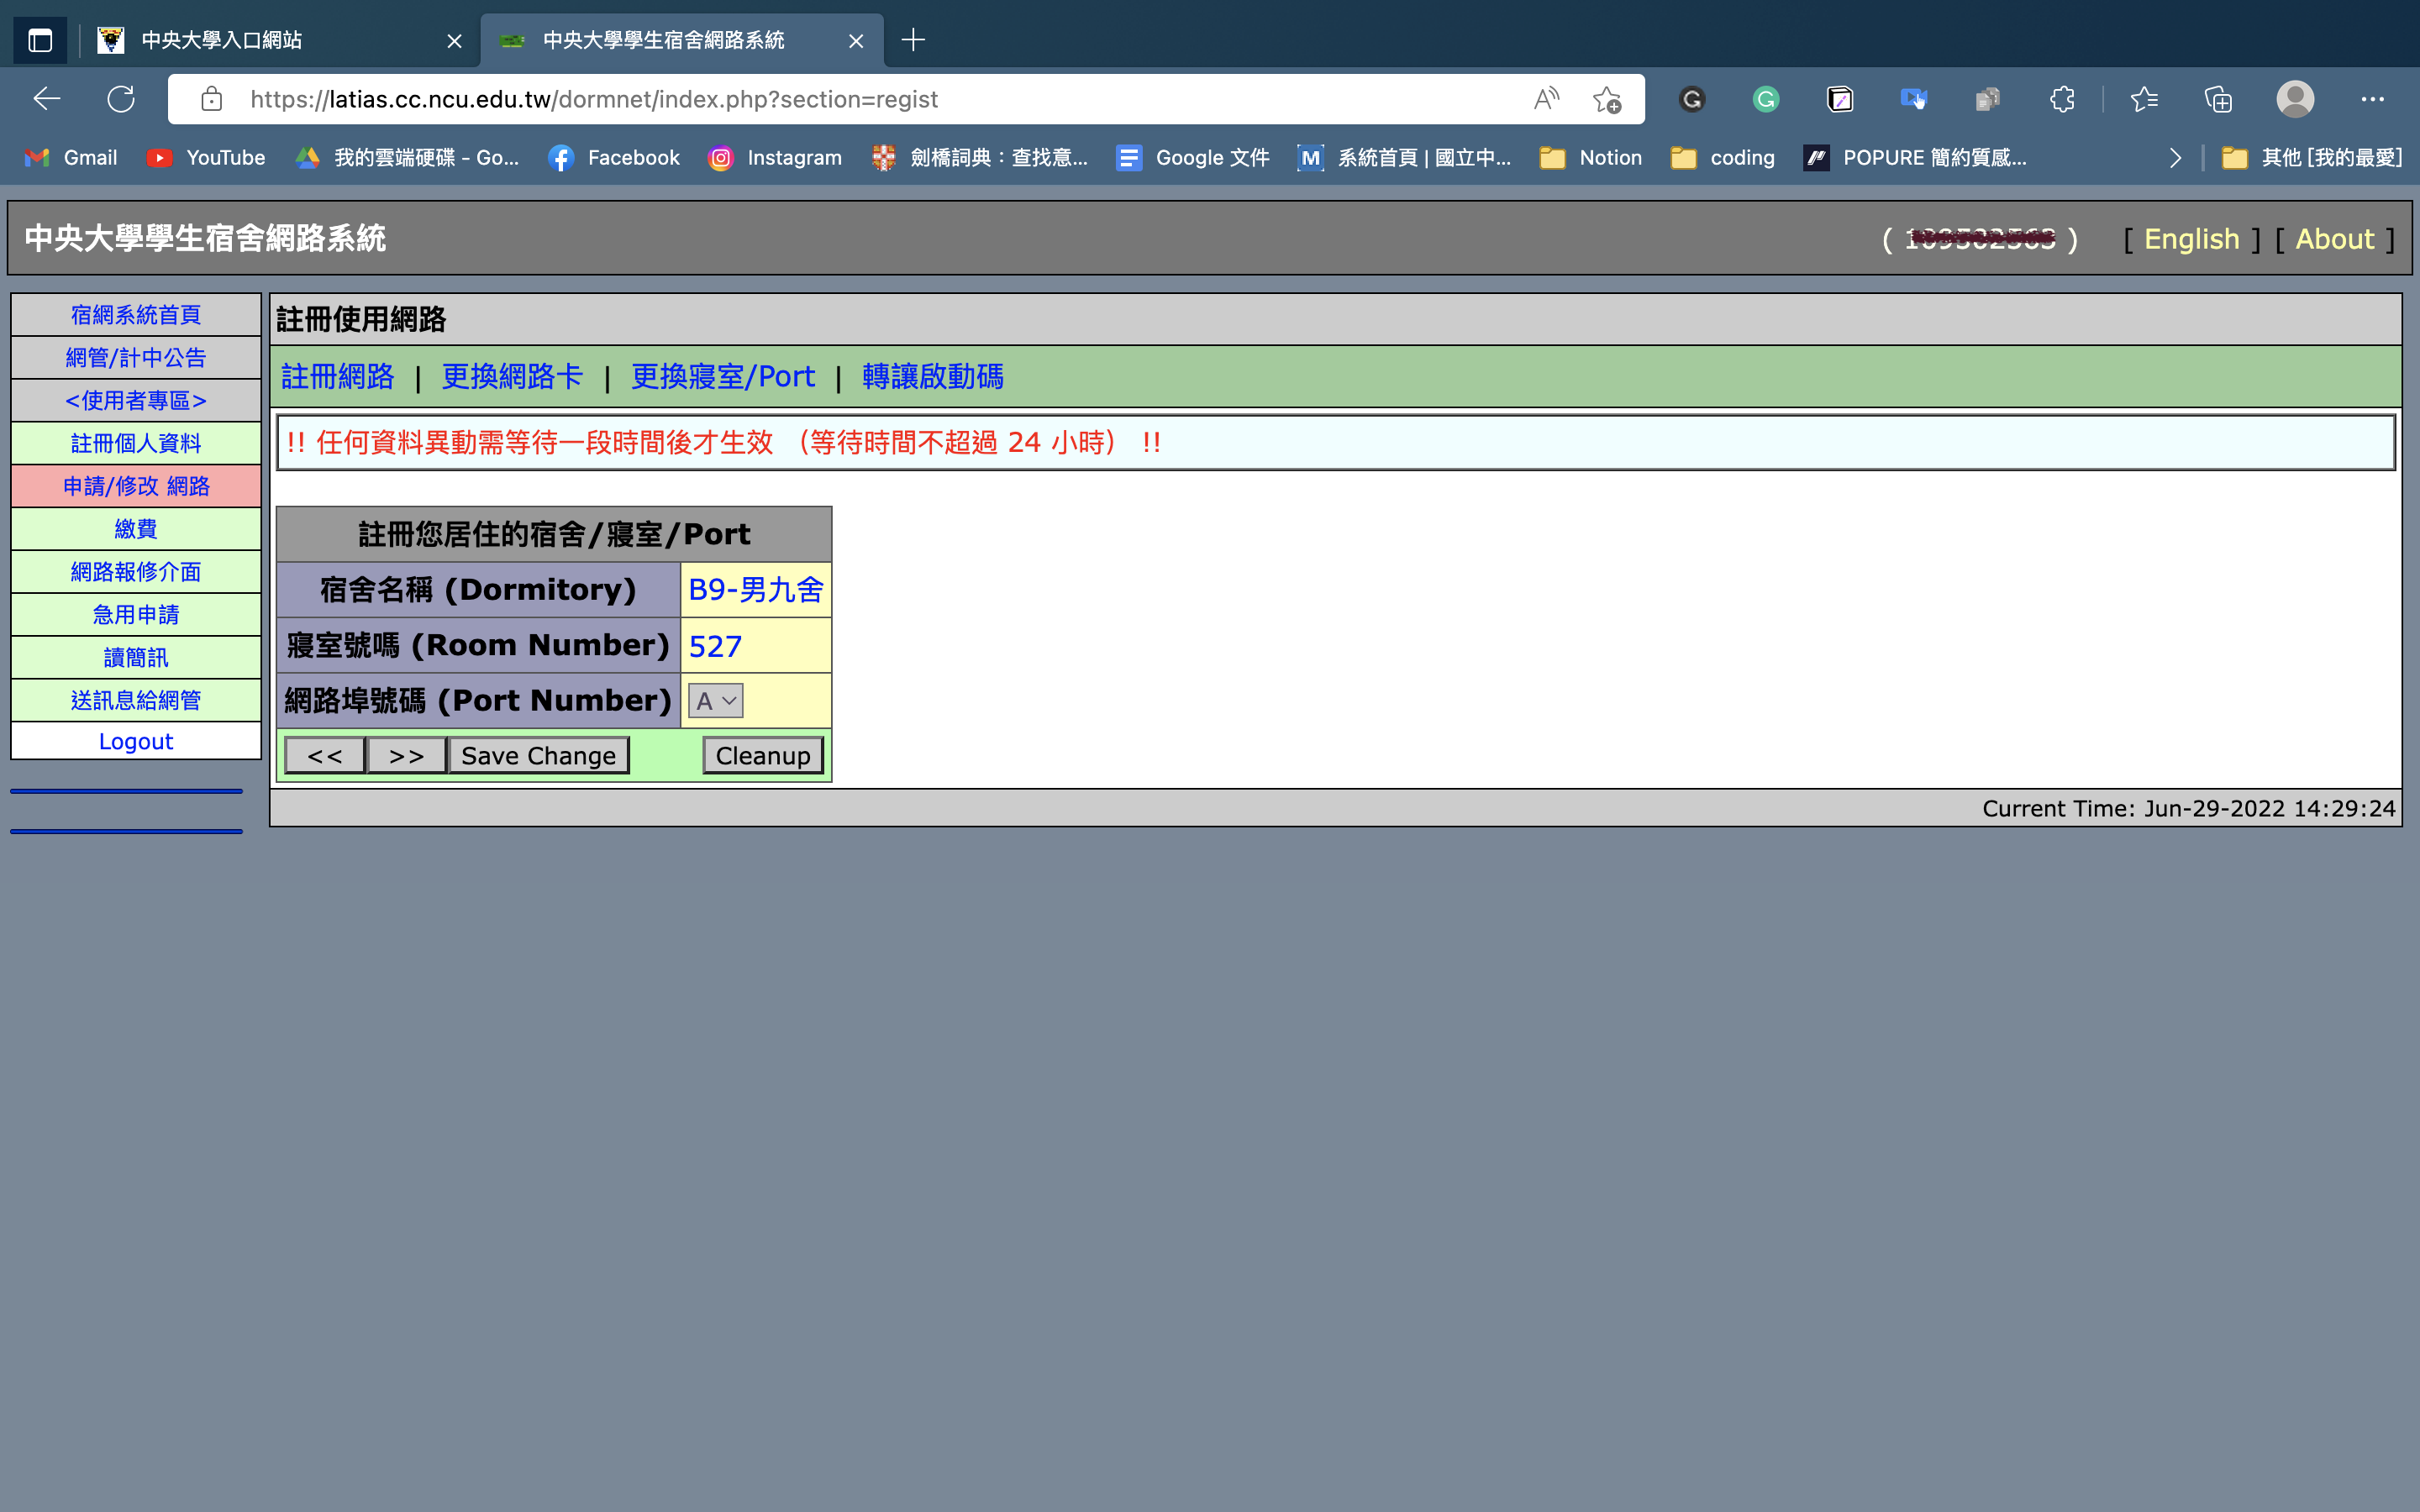 中央大學入口網站
中央大學學生宿舍網路系統
https://latias.cc.ncu.edu.tw/dormnet/index.php?section=regist
Gmail YouTube 我的雲端硬碟 - Go... Facebook Instagram 劍橋詞典：查找意... Google 文件 系統首頁 | 國立中... Notion coding POPURE 簡約質感... 其他 [我的最愛]
中央大學學生宿舍網路系統
[ English ] [ About ]
宿網系統首頁
網管/計中公告
<使用者專區>
註冊個人資料
申請/修改 網路
繳費
網路報修介面
急用申請
讀簡訊
送訊息給網管
Logout
註冊使用網路
註冊網路 | 更換網路卡 | 更換寢室/Port | 轉讓啟動碼
!! 任何資料異動需等待一段時間後才生效 （等待時間不超過 24 小時） !!
註冊您居住的宿舍/寢室/Port
宿舍名稱 (Dormitory) B9-男九舍
寢室號嗎 (Room Number) 527
網路埠號碼 (Port Number) A
<< >> Save Change Cleanup
Current Time: Jun-29-2022 14:29:24